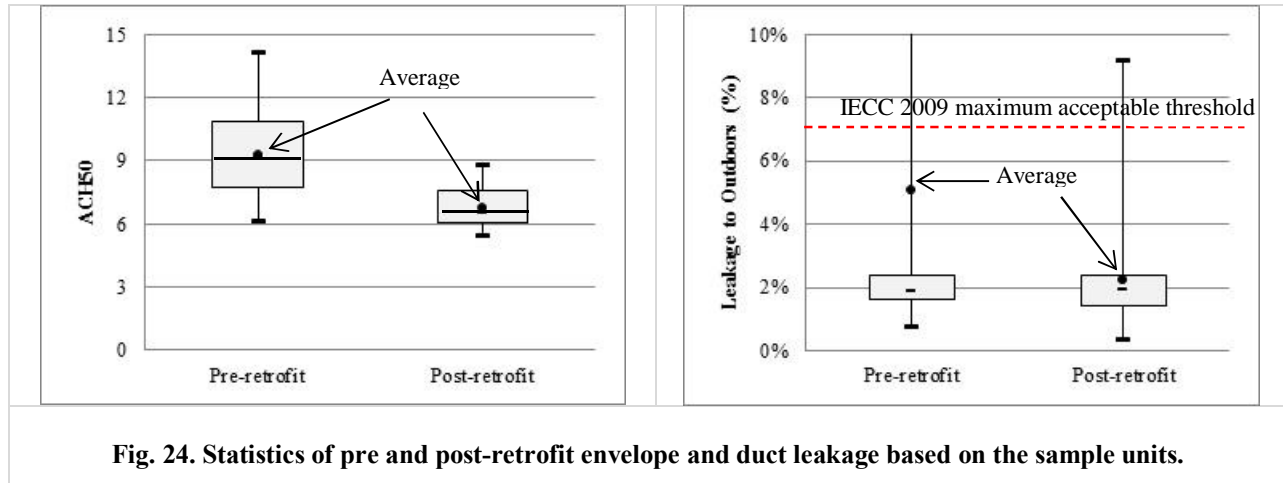 15
12
9
6
3
0
ACH50
Average
Pre-retrofit
Post-retrofit
10%
8%
6%
4%
2%
0%
Leakage to Outdoors (%)
IECC 2009 maximum acceptable threshold
Average
Pre-retrofit
Post-retrofit
Fig. 24. Statistics of pre and post-retrofit envelope and duct leakage based on the sample units.